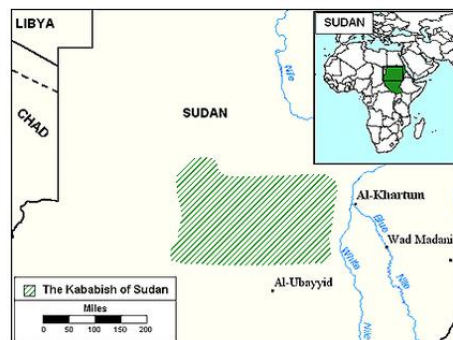 LIBYA
SUDAN
CHAD
Nile
SUDAN
Al-Khartum
Blue
Wad Madani
White
Nile
Al-Ubayyid
Nile
The Kababish of Sudan
Miles
0 50 100 150 200